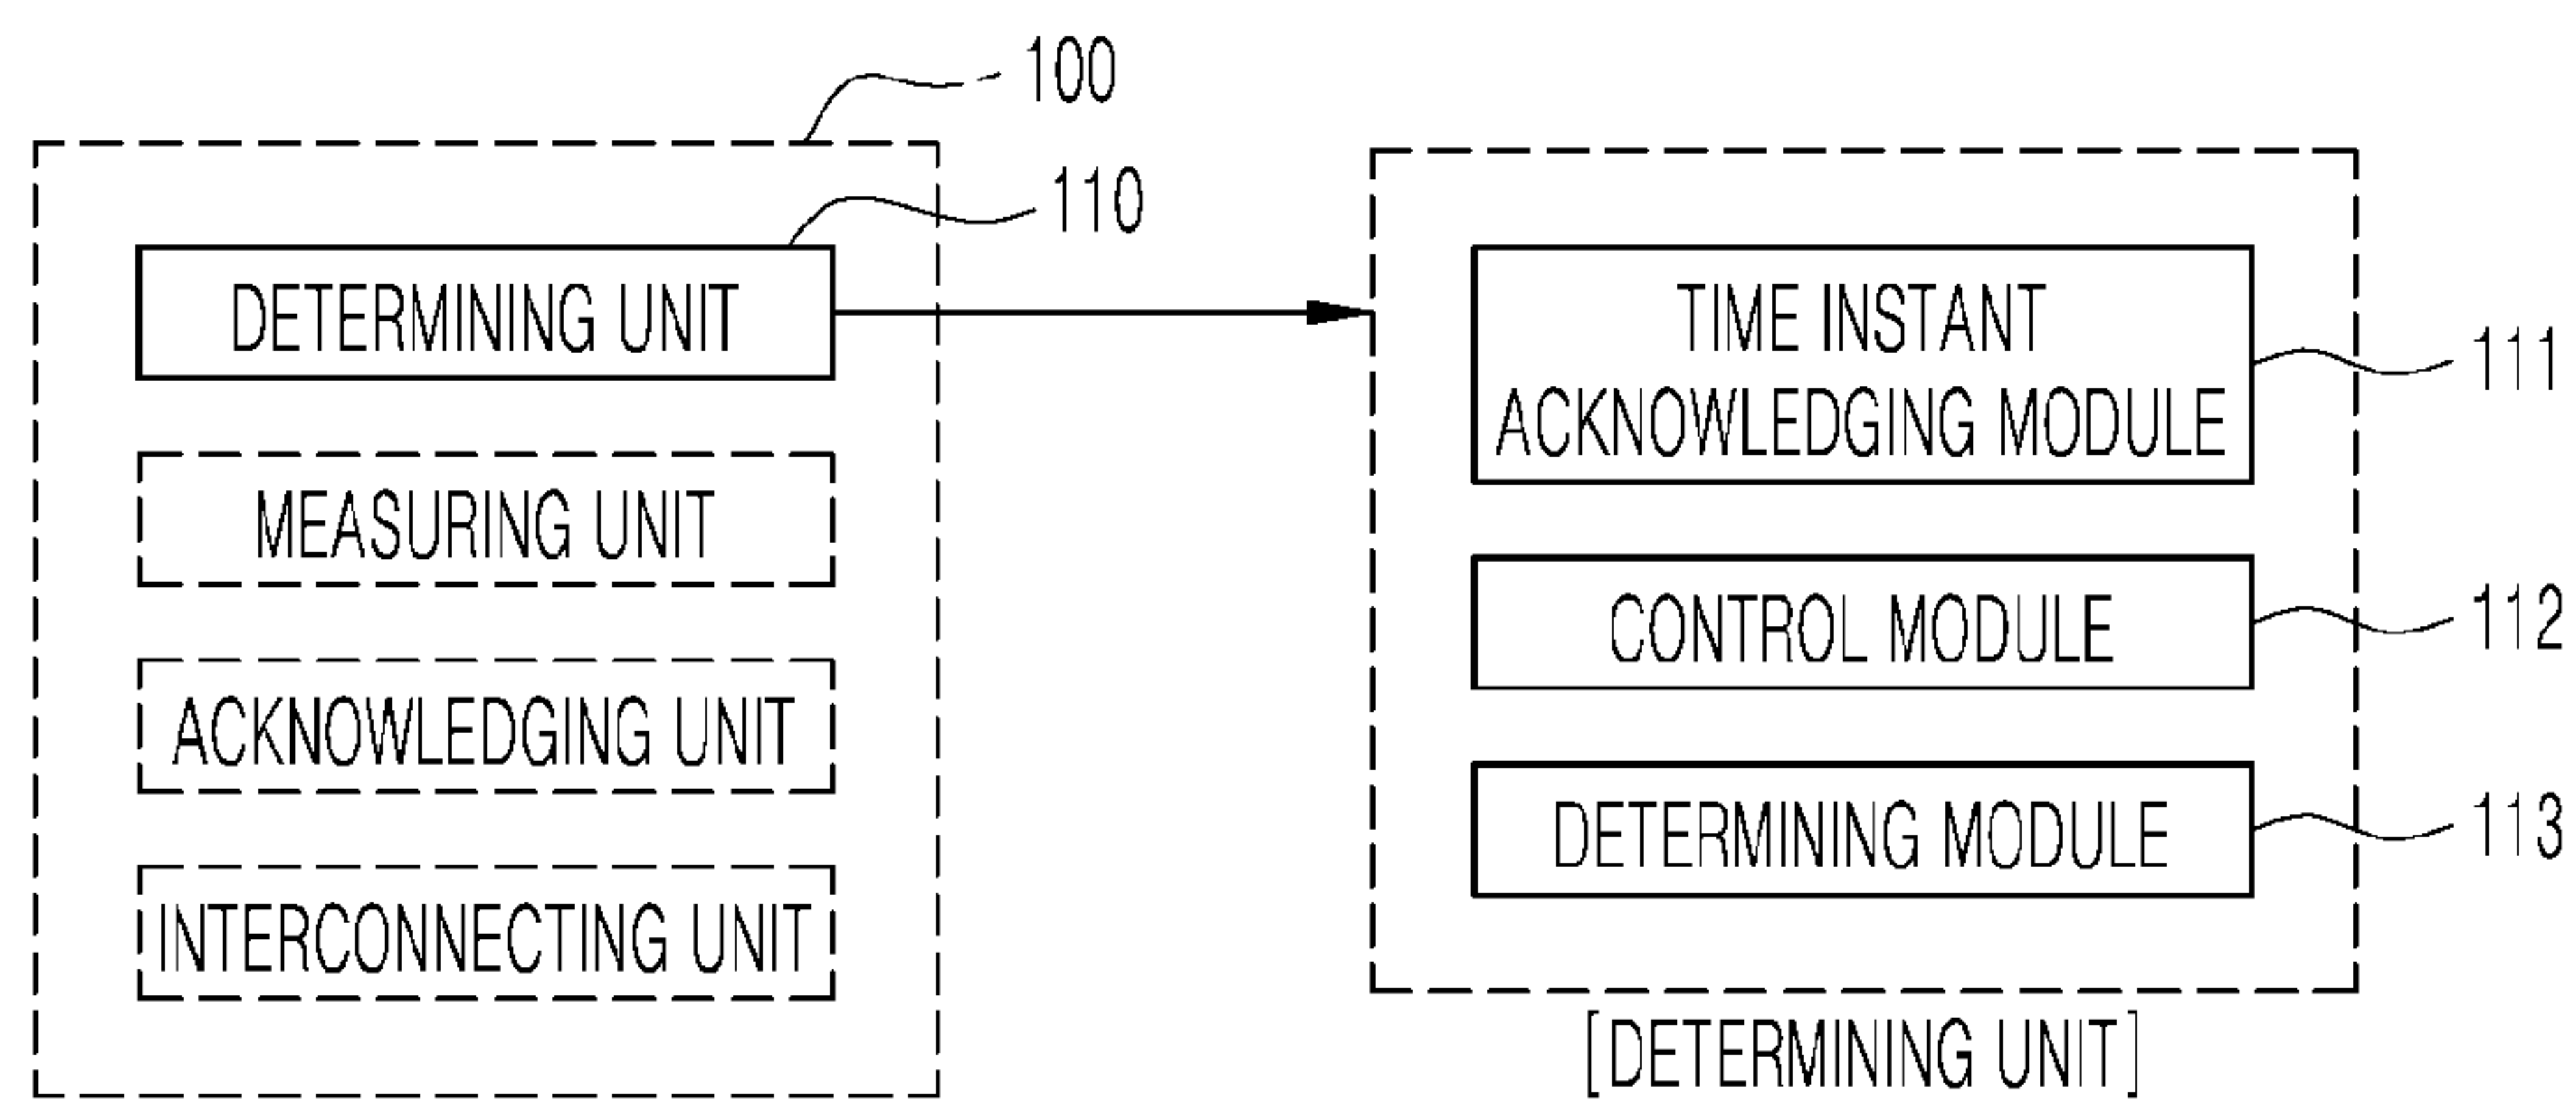 100
110
DETERMINING UNIT
MEASURING UNIT
ACKNOWLEDGING UNIT
INTERCONNECTING UNIT
TIME INSTANT
ACKNOWLEDGING MODULE
111
CONTROL MODULE
112
DETERMINING MODULE
113
[DETERMINING UNIT]